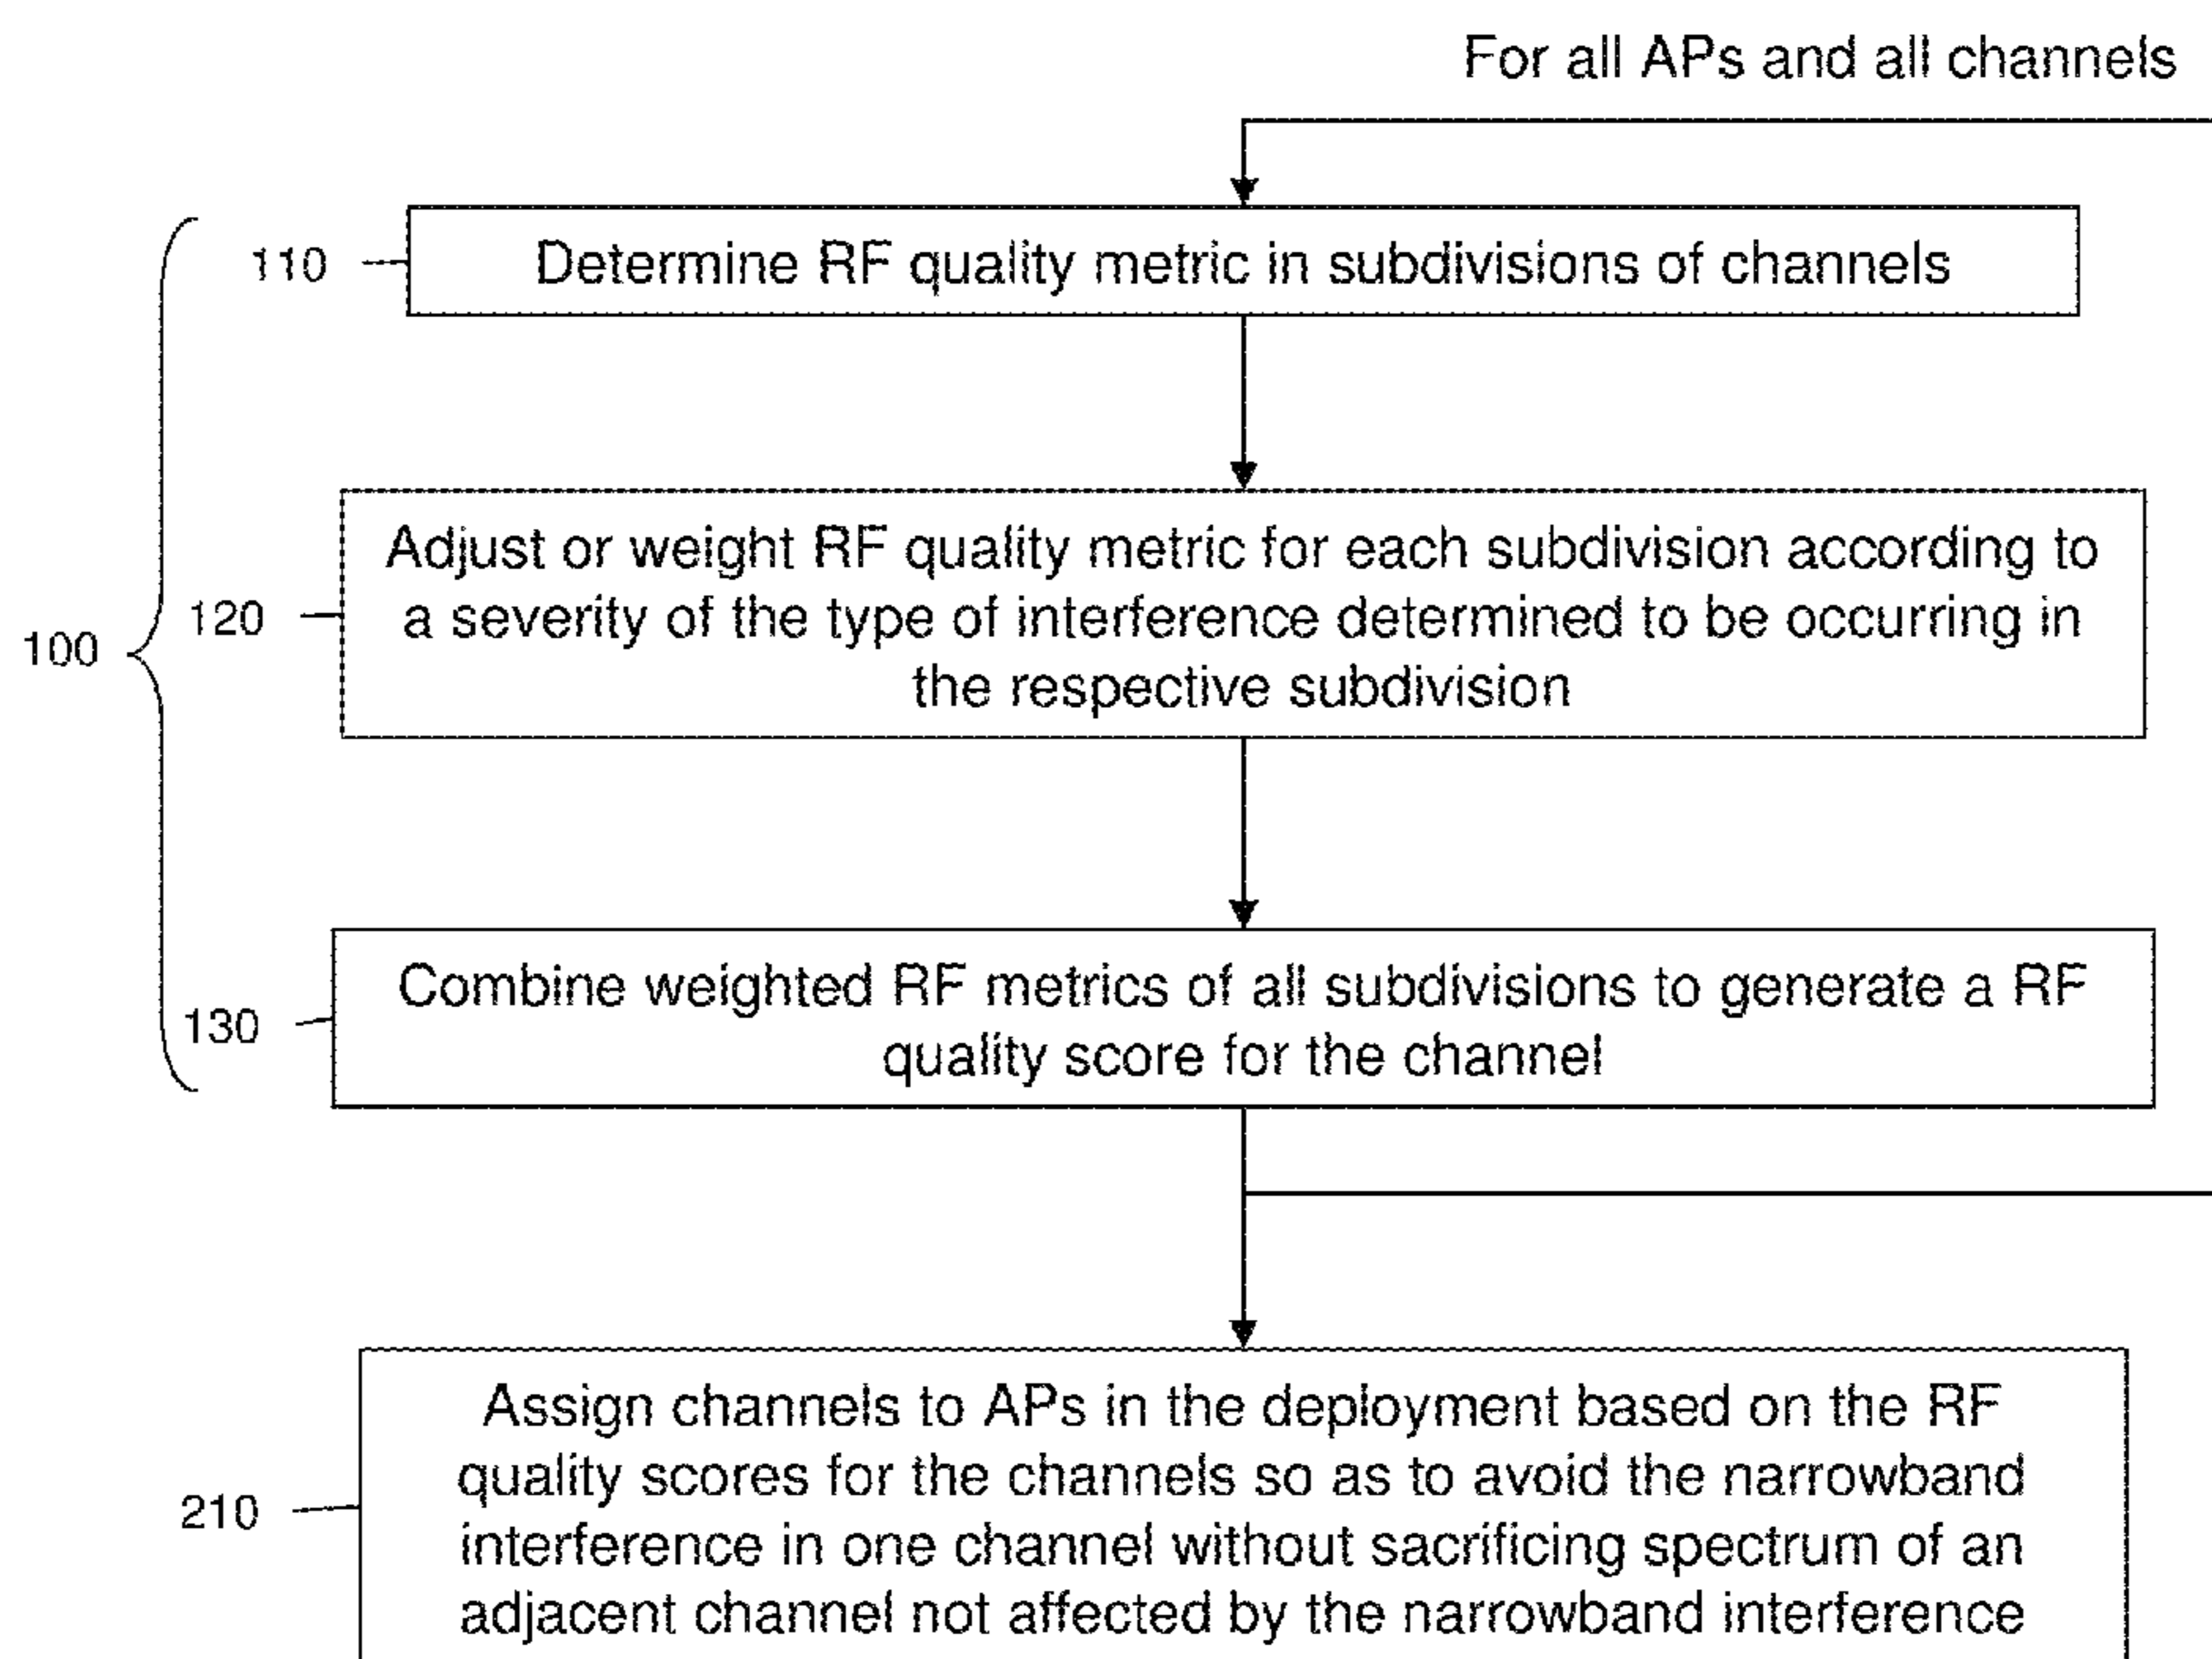 For all APs and all channels
110
Determine RF quality metric in subdivisions of channels
120
Adjust or weight RF quality metric for each subdivision according to
a severity of the type of interference determined to be occurring in
the respective subdivision
100
130
Combine weighted RF metrics of all subdivisions to generate a RF
quality score for the channel
210
Assign channels to APs in the deployment based on the RF
quality scores for the channels so as to avoid the narrowband
interference in one channel without sacrificing spectrum of an
adjacent channel not affected by the narrowband interference